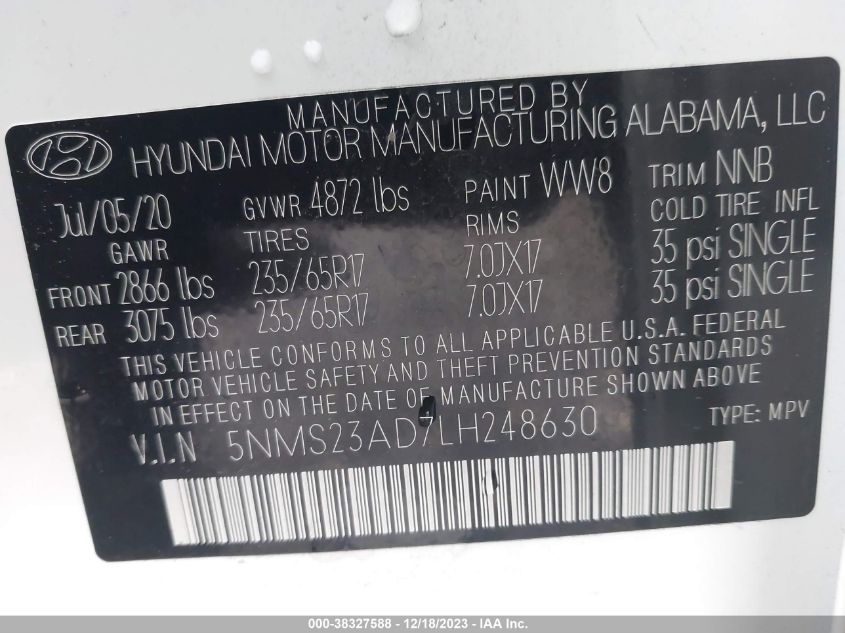 MANUFACTURED BY
HYUNDAI MOTOR MANUFACTURING ALABAMA, LLC
Jul/05/20 GVWR 4872 lbs PAINT WW8 TRIM NNB
GAWR TIRES RIMS COLD TIRE INFL
FRONT 2866 lbs 235/65R17 7.0JX17 35 psi SINGLE
REAR 3075 lbs 235/65R17 7.0JX17 35 psi SINGLE
THIS VEHICLE CONFORMS TO ALL APPLICABLE U.S.A. FEDERAL
MOTOR VEHICLE SAFETY AND THEFT PREVENTION STANDARDS
IN EFFECT ON THE DATE OF MANUFACTURE SHOWN ABOVE
V.I.N 5NMS23AD7LH248630 TYPE: MPV
000-38327588 - 12/18/2023 - IAA Inc.